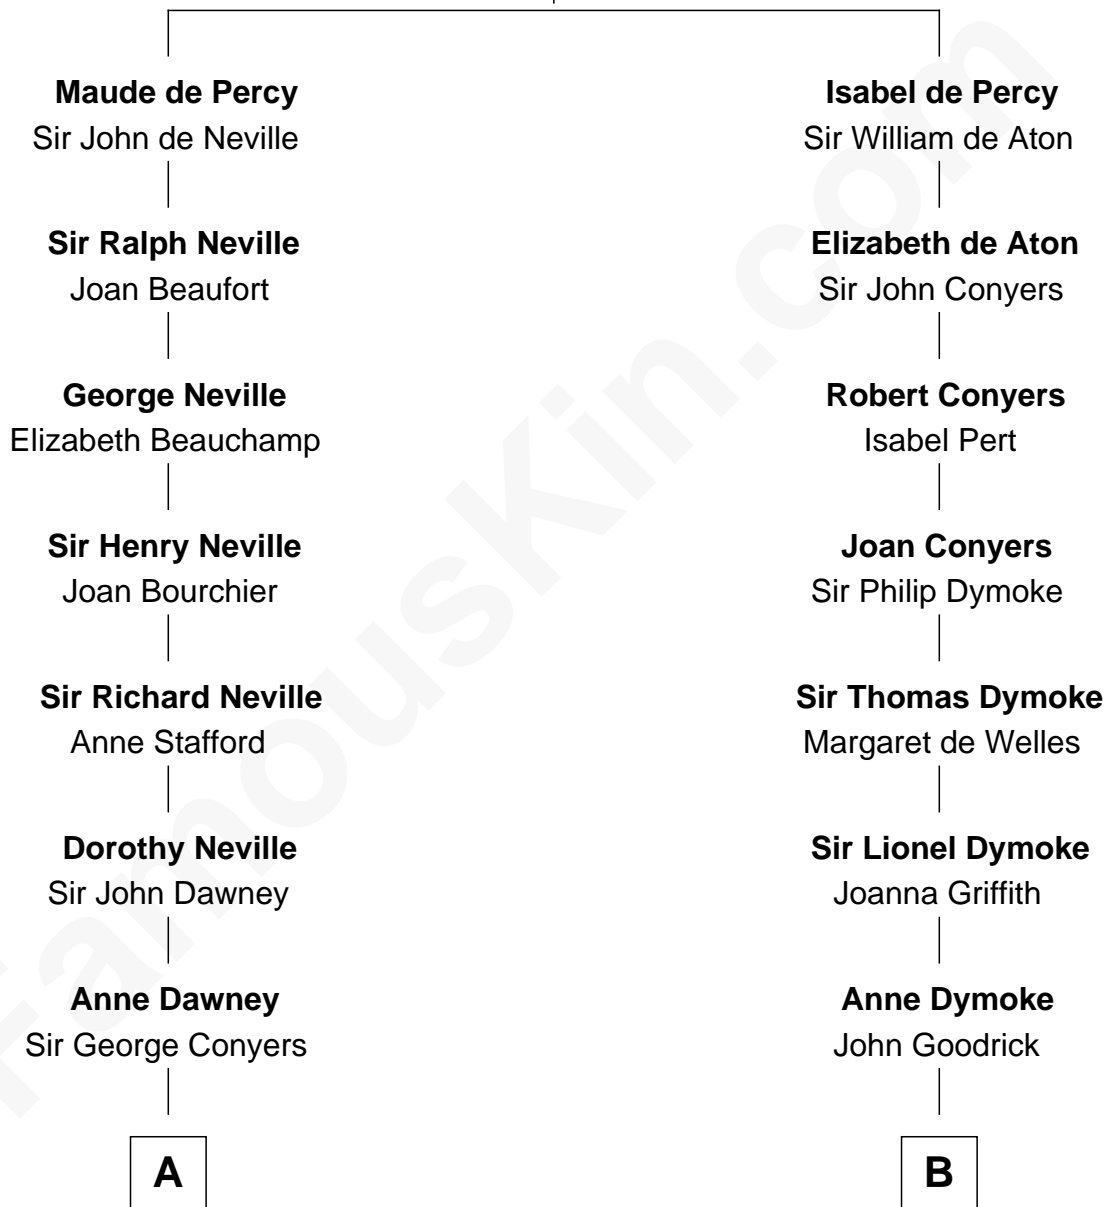 Maude de Percy
Sir John de Neville
Sir Ralph Neville
Joan Beaufort
George Neville
Elizabeth Beauchamp
Sir Henry Neville
Joan Bourchier
Sir Richard Neville
Anne Stafford
Dorothy Neville
Sir John Dawney
Anne Dawney
Sir George Conyers
A
Isabel de Percy
Sir William de Aton
Elizabeth de Aton
Sir John Conyers
Robert Conyers
Isabel Pert
Joan Conyers
Sir Philip Dymoke
Sir Thomas Dymoke
Margaret de Welles
Sir Lionel Dymoke
Joanna Griffith
Anne Dymoke
John Goodrick
B
FamousKin.com